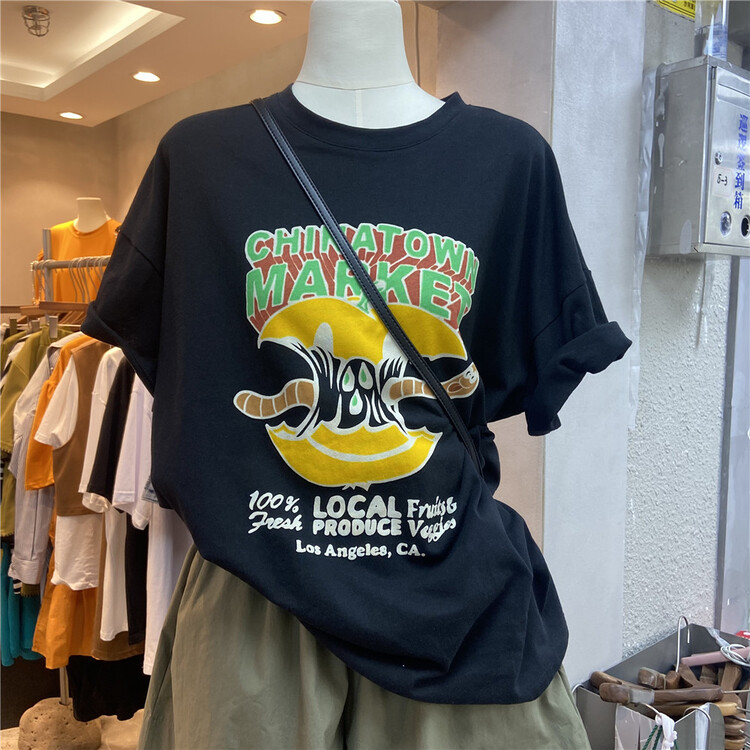 CHINATOWN
MARKET
100% Fresh
LOCAL PRODUCE
Fruits & Veggies
Los Angeles, CA.